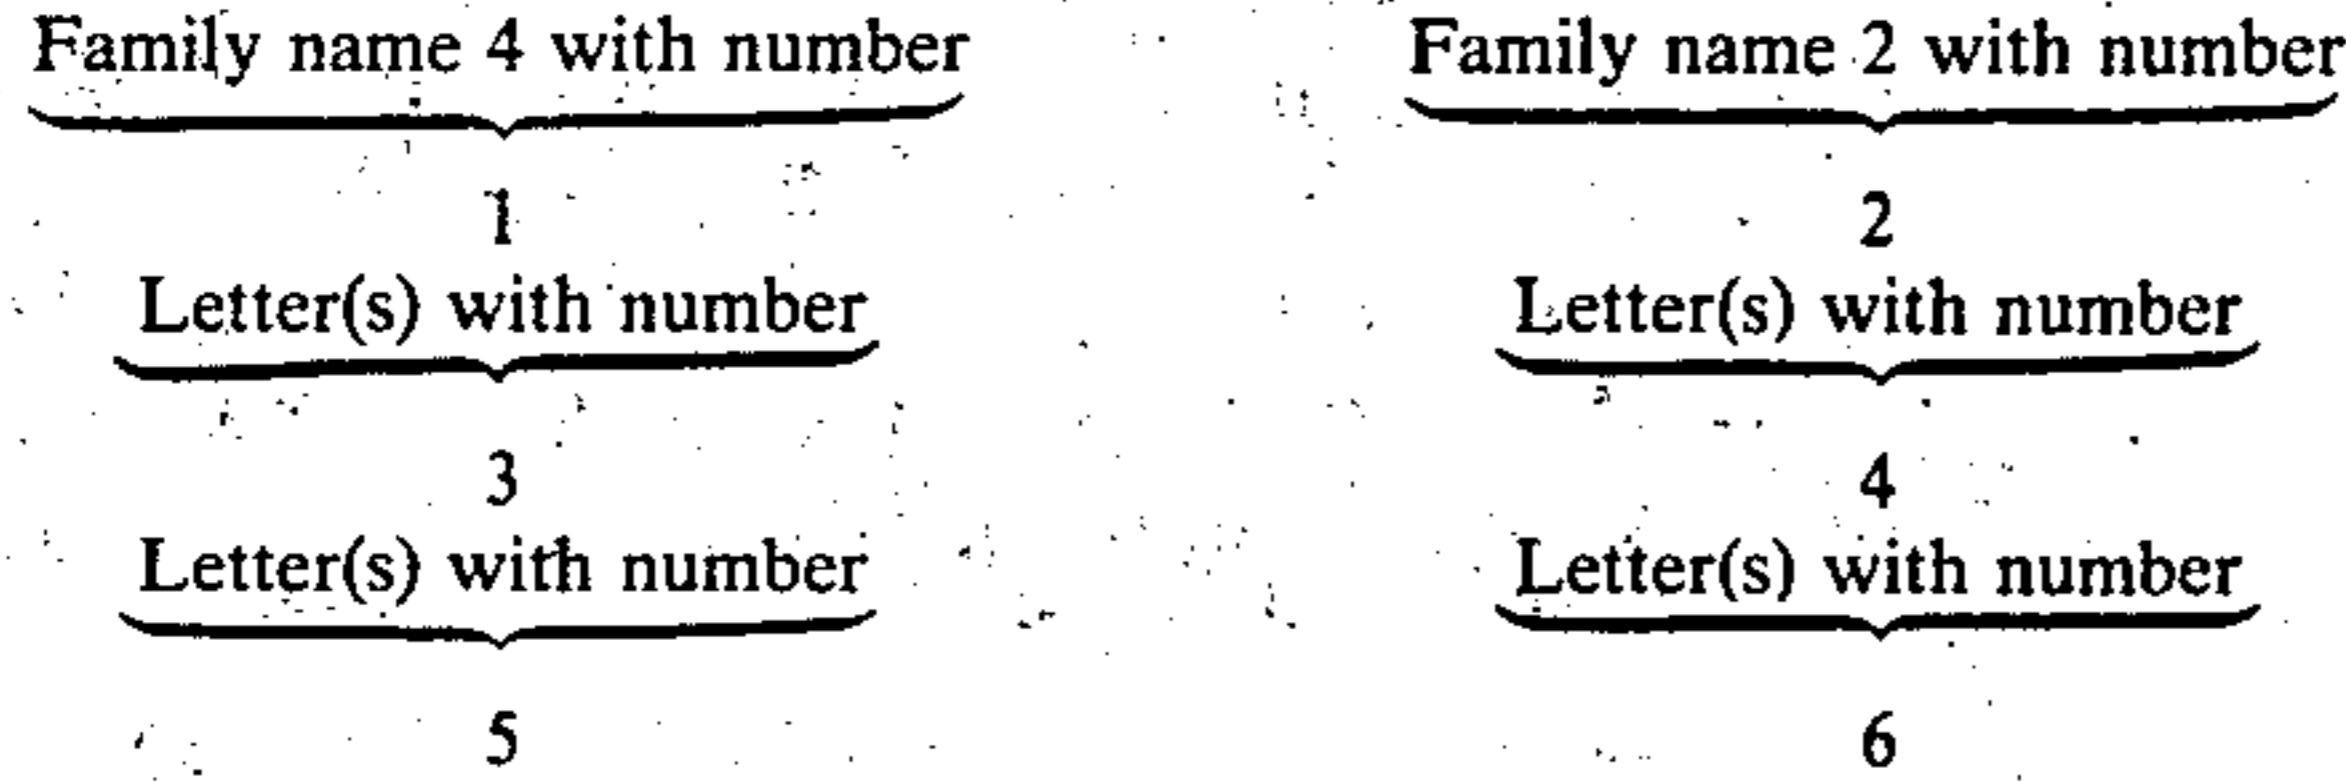 Family name 4 with number Family name 2 with number
1 2
Letter(s) with number Letter(s) with number
3 4
Letter(s) with number Letter(s) with number
5 6